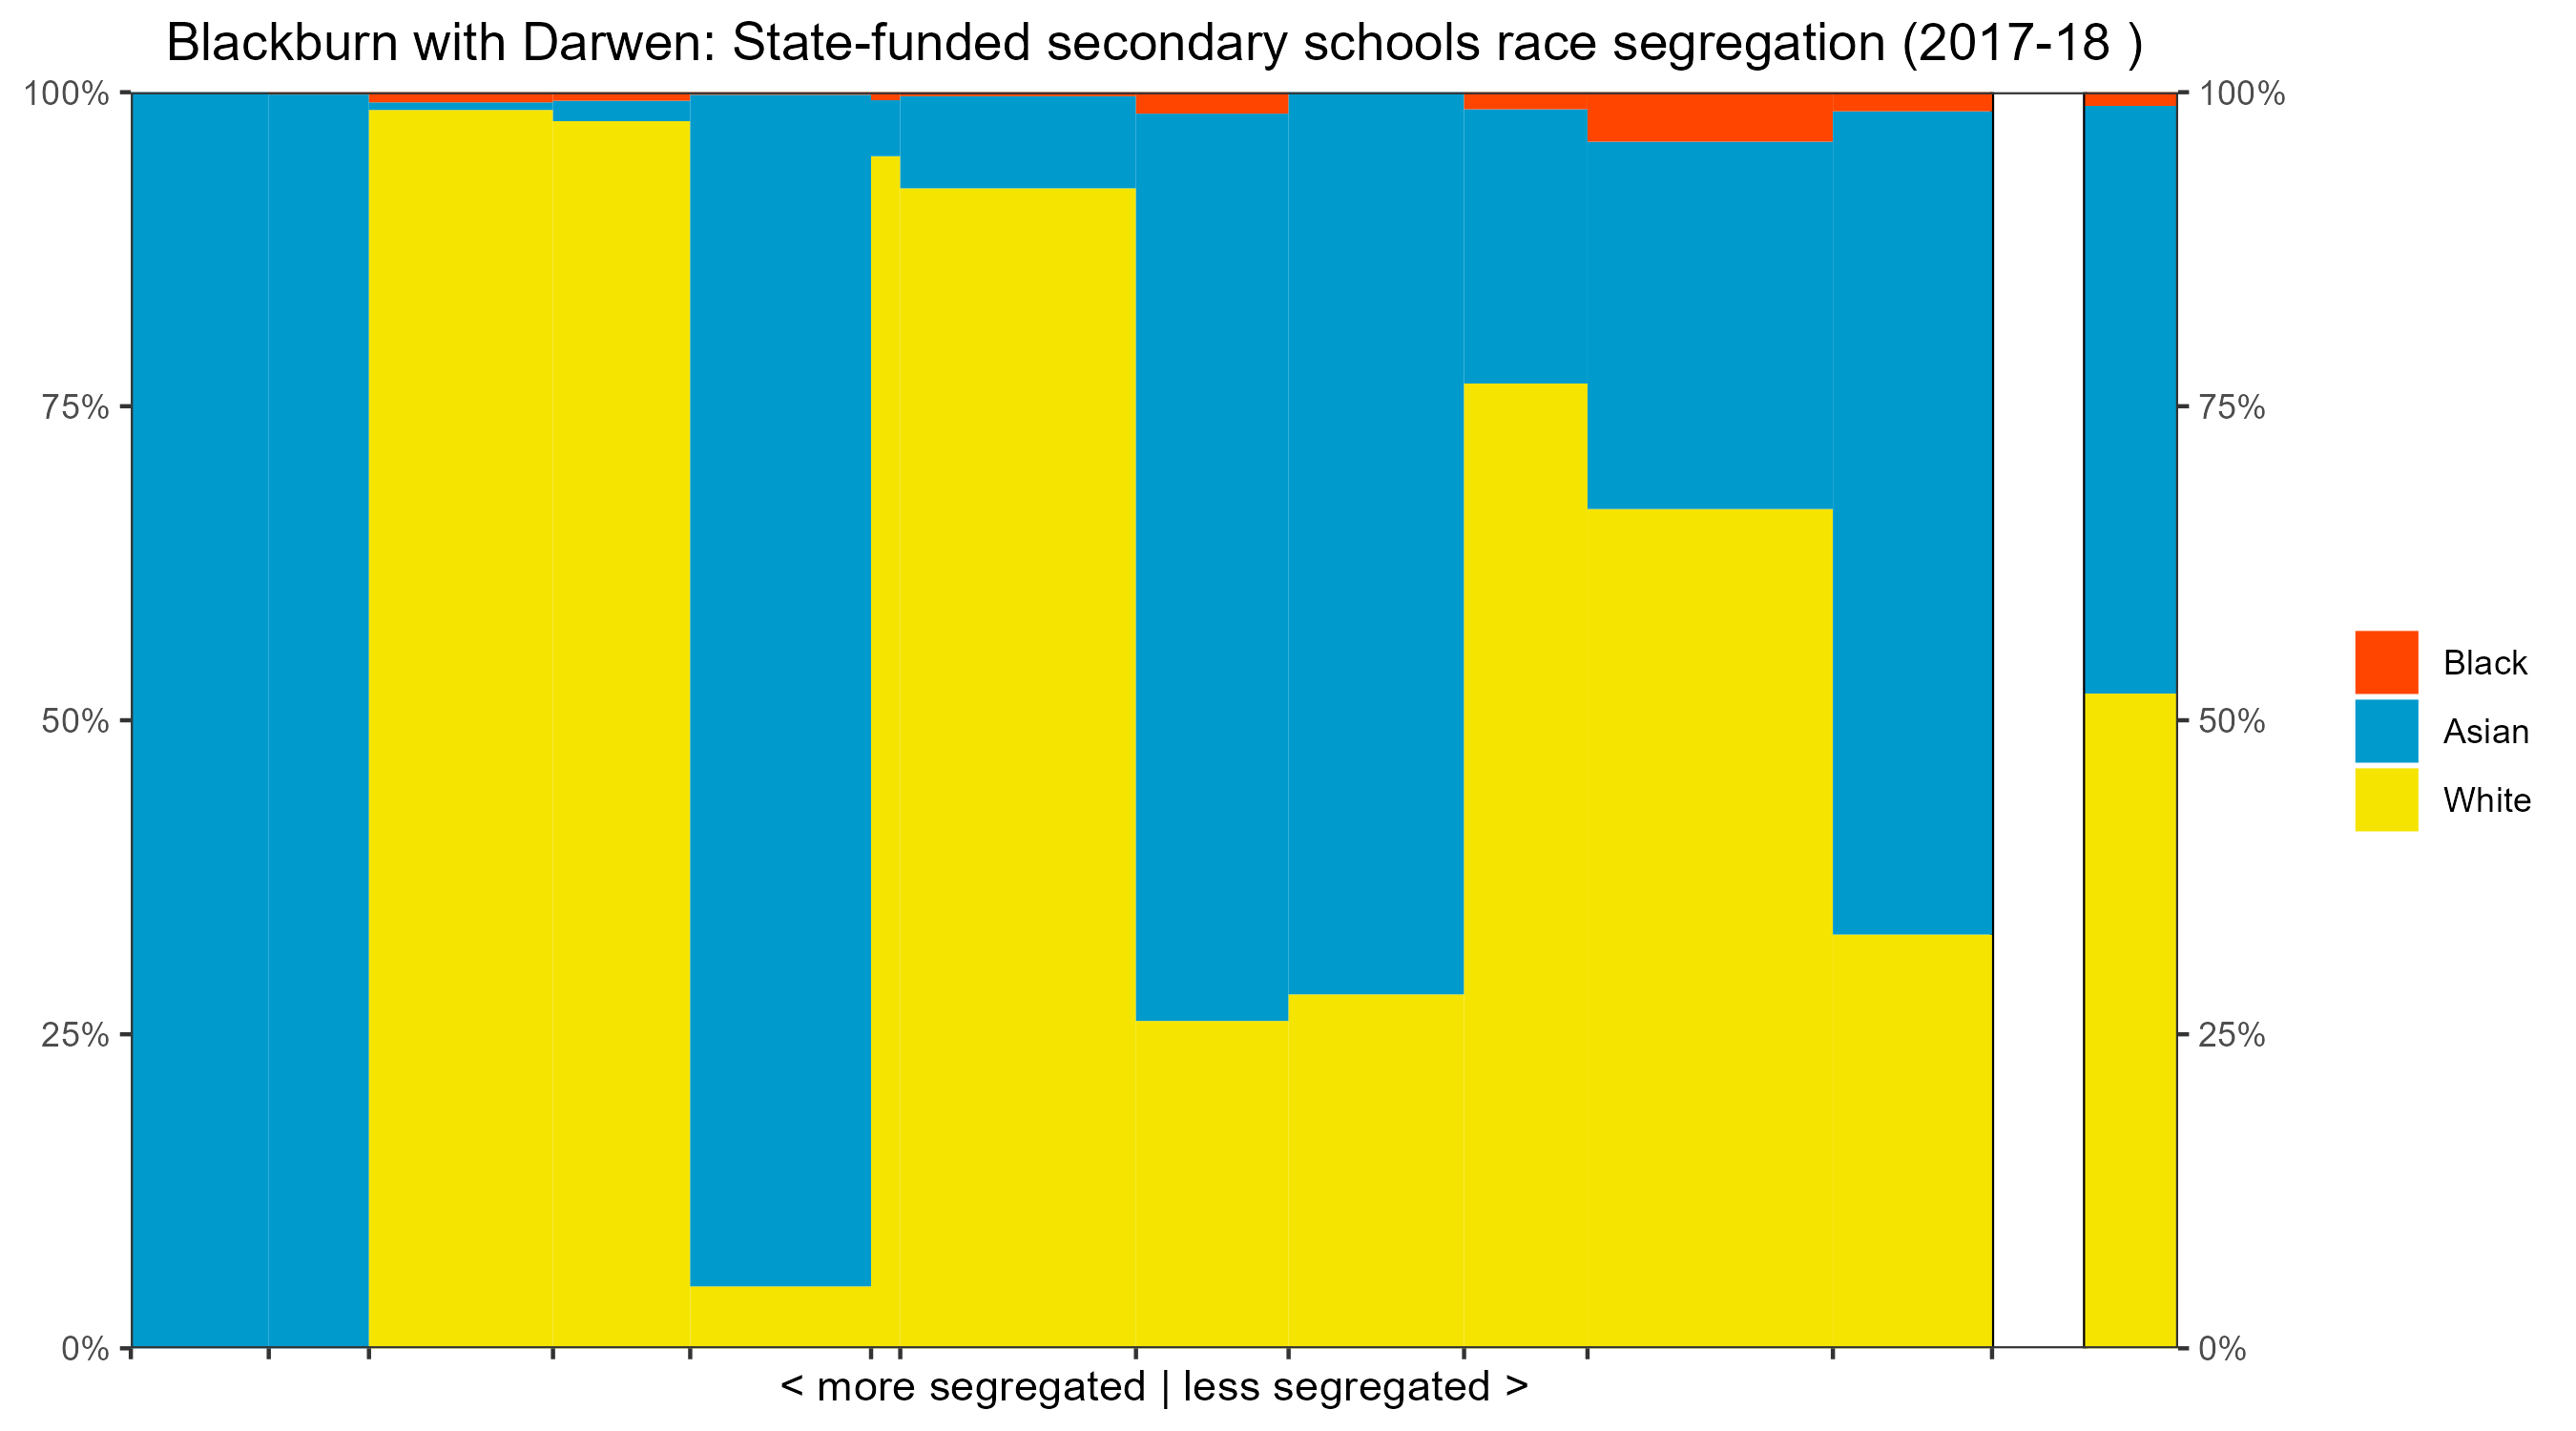 Blackburn with Darwen: State-funded secondary schools race segregation (2017-18 )
100%
100%
75%
75%
50%
50%
25%
25%
0%
0%
Black
Asian
White
< more segregated | less segregated >